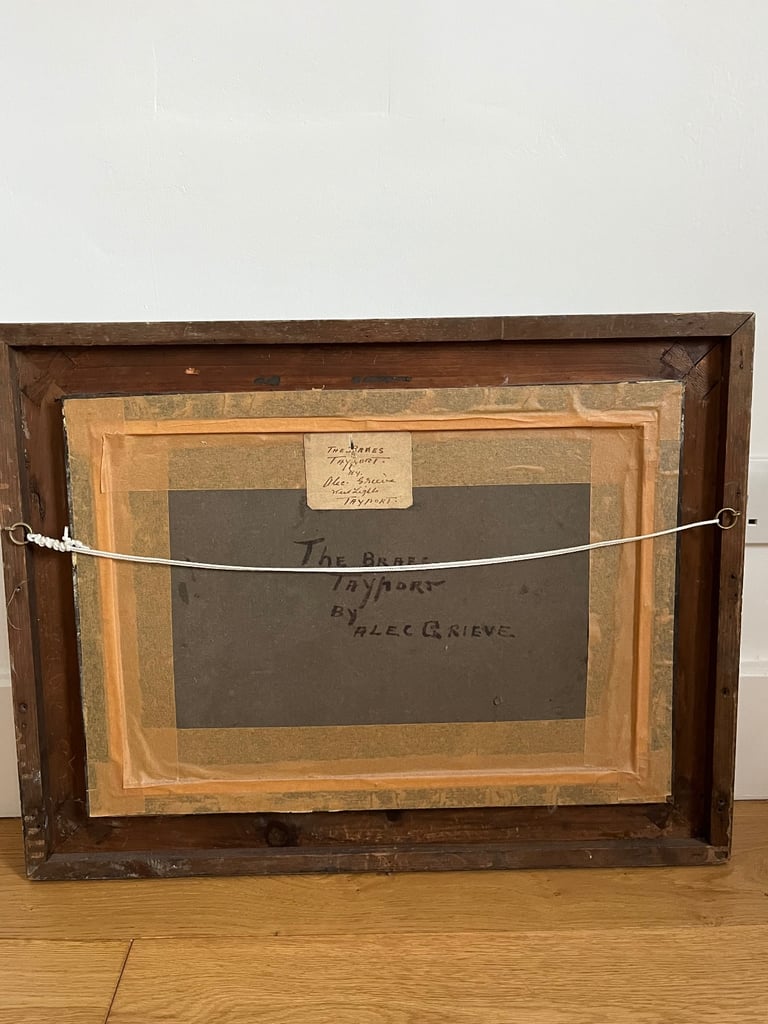 The Braes
Tayport.
By.
Alec. Grieve
West Lights
Tayport.
The Braes
Tayport
By
Alec Grieve